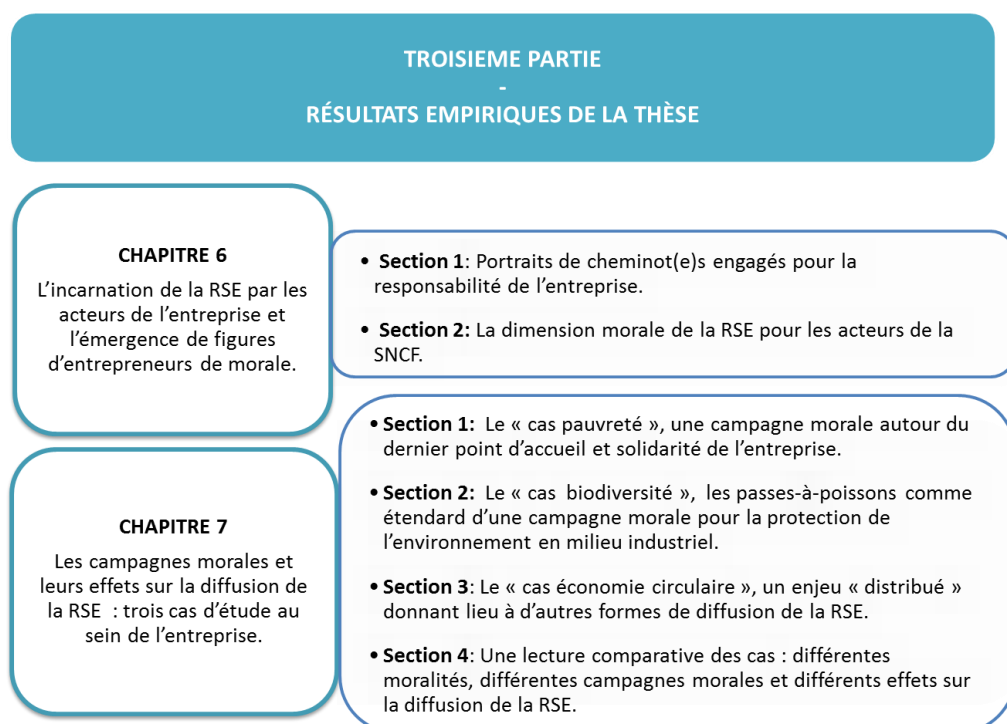 TROISIEME PARTIE
-
RÉSULTATS EMPIRIQUES DE LA THÈSE
CHAPITRE 6
L’incarnation de la RSE par les
acteurs de l’entreprise et
l’émergence de figures
d’entrepreneurs de morale.
• Section 1: Portraits de cheminot(e)s engagés pour la
responsabilité de l’entreprise.
• Section 2: La dimension morale de la RSE pour les acteurs de la
SNCF.
CHAPITRE 7
Les campagnes morales et
leurs effets sur la diffusion de
la RSE : trois cas d’étude au
sein de l’entreprise.
• Section 1: Le « cas pauvreté », une campagne morale autour du
dernier point d’accueil et solidarité de l’entreprise.
• Section 2: Le « cas biodiversité », les passes-à-poissons comme
étendard d’une campagne morale pour la protection de
l’environnement en milieu industriel.
• Section 3: Le « cas économie circulaire », un enjeu « distribué »
donnant lieu à d’autres formes de diffusion de la RSE.
• Section 4: Une lecture comparative des cas : différentes
moralités, différentes campagnes morales et différents effets sur
la diffusion de la RSE.